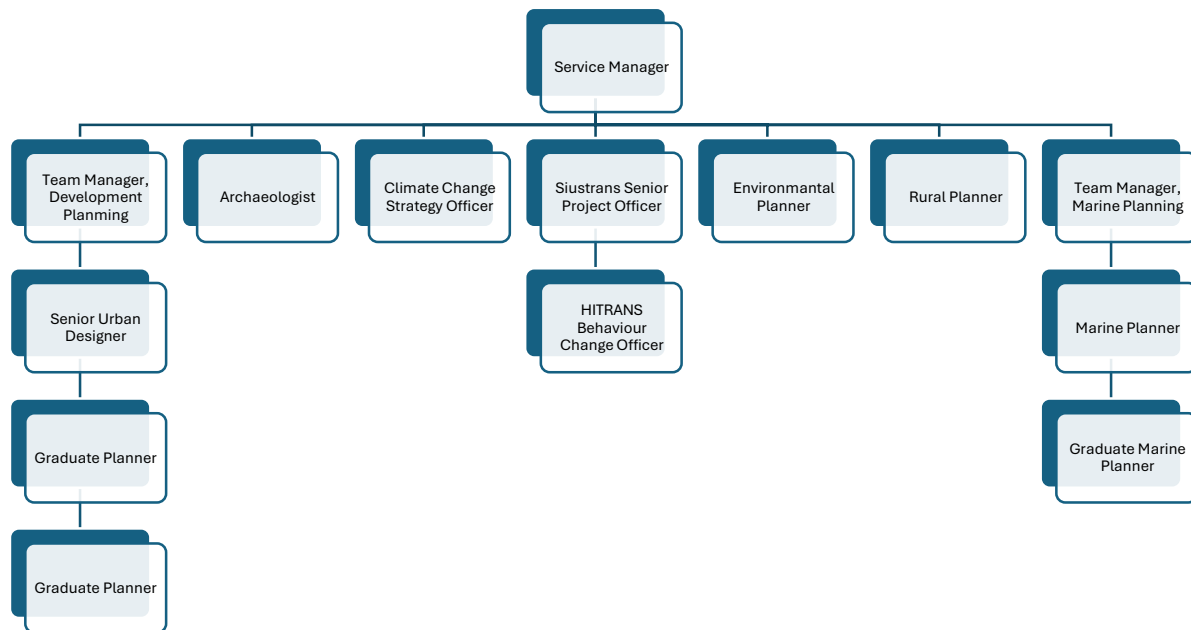 Service Manager
Team Manager,
Development
Planming
Archaeologist
Climate Change
Strategy Officer
Siustrans Senior
Project Officer
Environmantal
Planner
Rural Planner
Team Manager,
Marine Planning
Senior Urban
Designer
HITRANS
Behaviour
Change Officer
Marine Planner
Graduate Planner
Graduate Marine
Planner
Graduate Planner